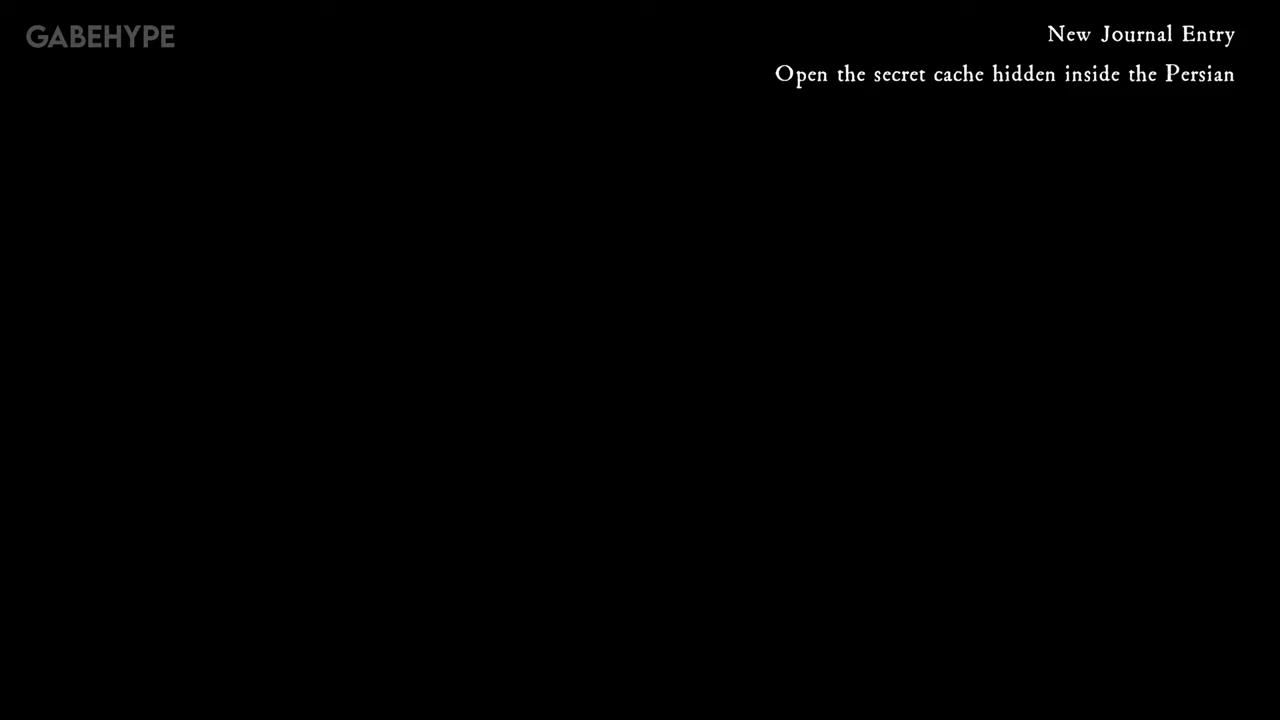 GABEHYPE
New Journal Entry
Open the secret cache hidden inside the Persian